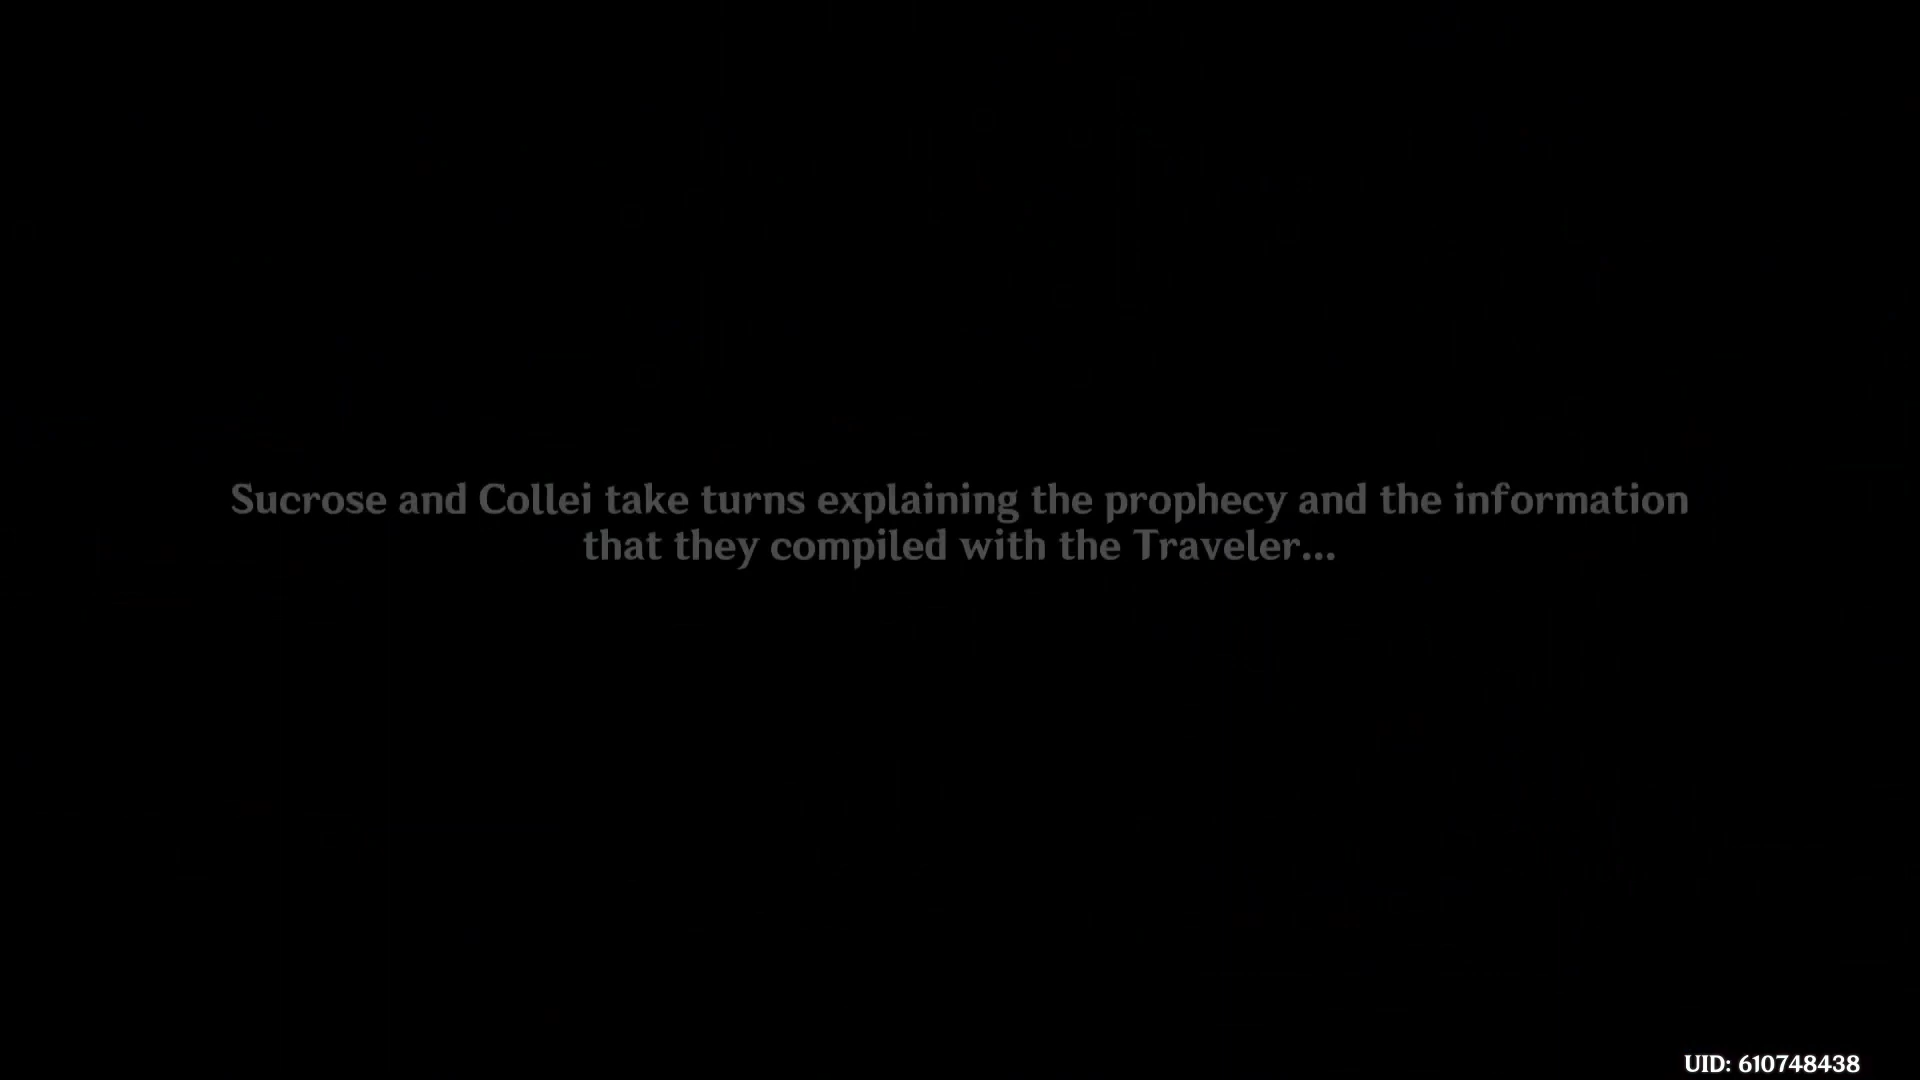 Sucrose and Collei take turns explaining the prophecy and the information
that they compiled with the Traveler...
UID: 610748438